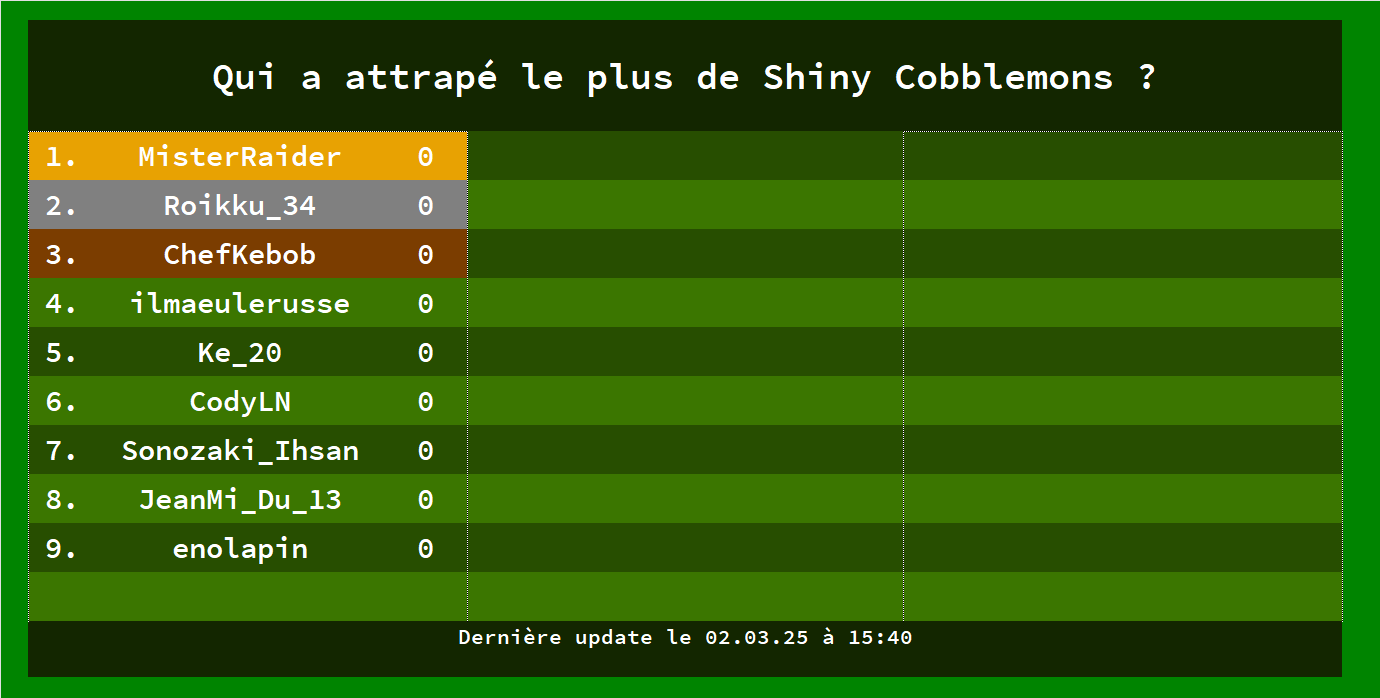 Qui a attrapé le plus de Shiny Cobblemons ?
1. MisterRaider 0
2. Roikku_34 0
3. ChefKebob 0
4. ilmaeulerusse 0
5. Ke_20 0
6. CodyLN 0
7. Sonozaki_Ihsan 0
8. JeanMi_Du_13 0
9. enolapin 0
Dernière update le 02.03.25 à 15:40